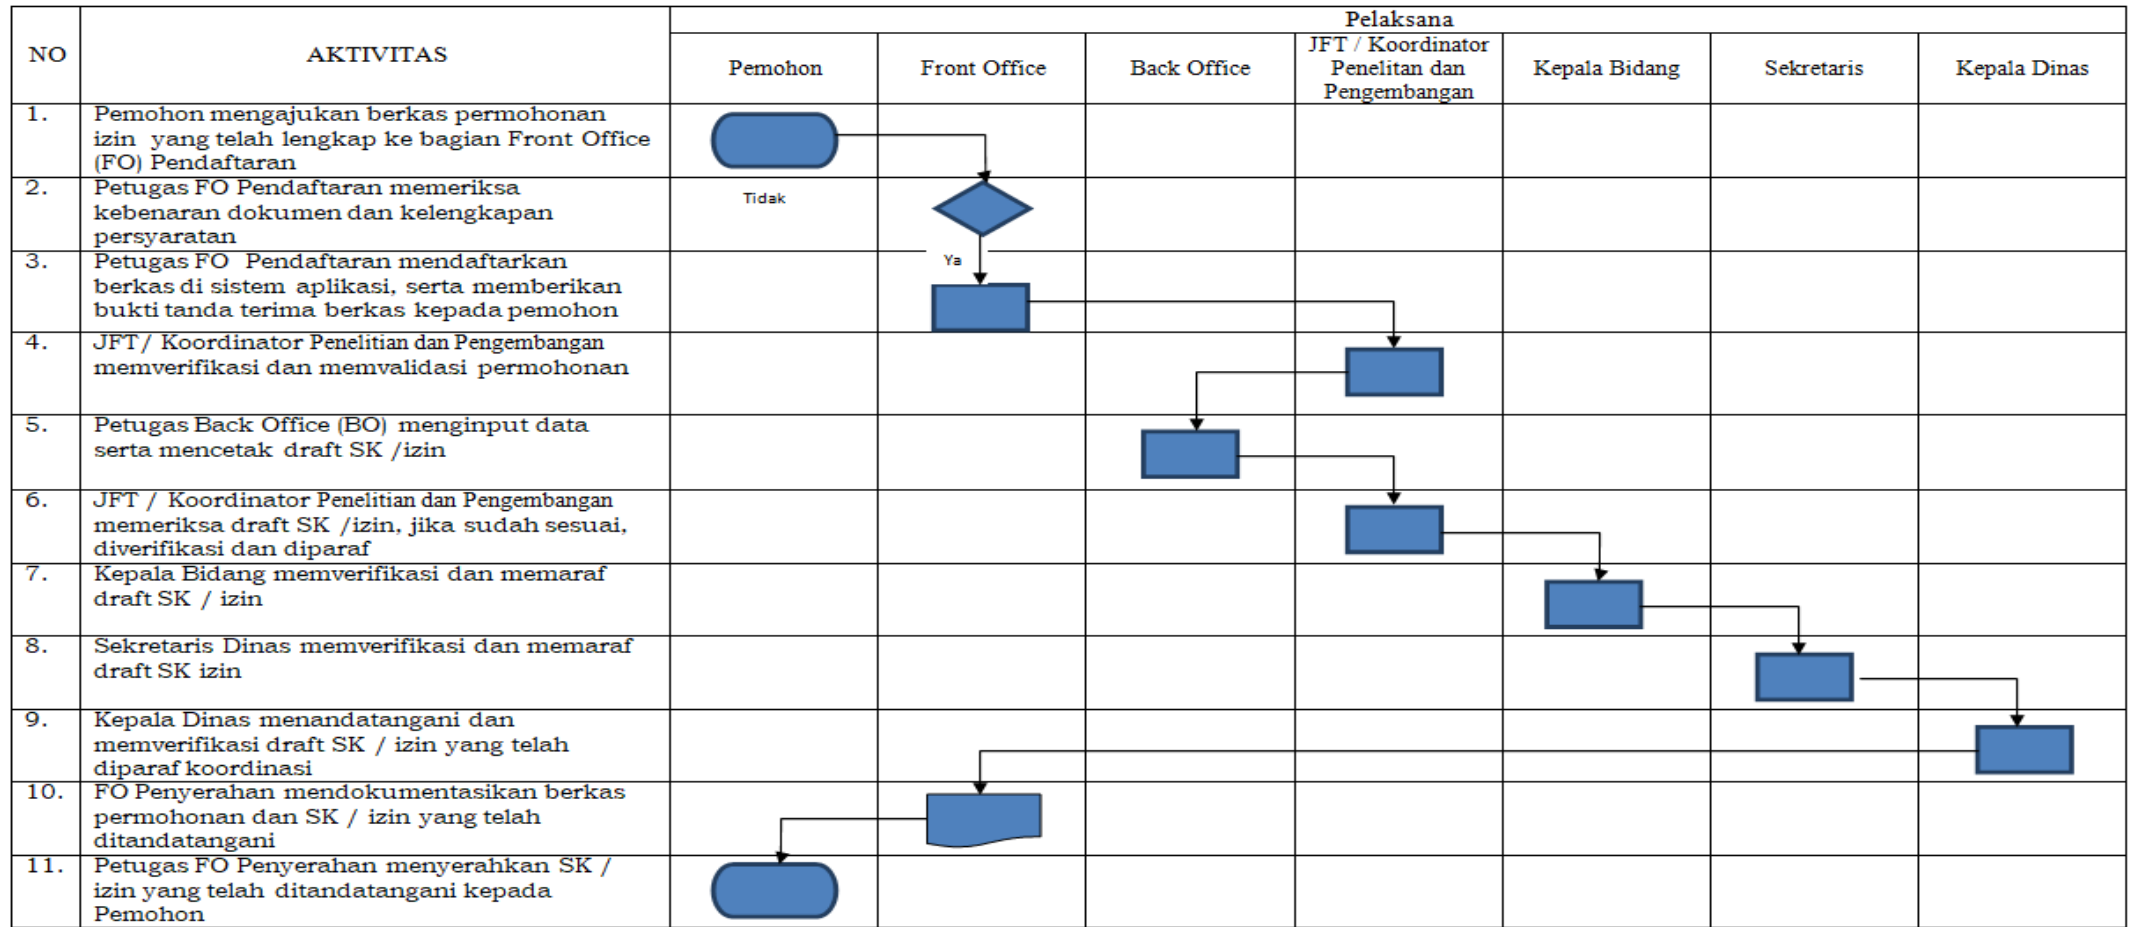 Pelaksana
NO
AKTIVITAS
Pemohon
Front Office
Back Office
JFT / Koordinator
Penelitan dan
Pengembangan
Kepala Bidang
Sekretaris
Kepala Dinas
1.
Pemohon mengajukan berkas permohonan
izin yang telah lengkap ke bagian Front Office
(FO) Pendaftaran
2.
Petugas FO Pendaftaran memeriksa
kebenaran dokumen dan kelengkapan
persyaratan
Tidak
3.
Petugas FO Pendaftaran mendaftarkan
berkas di sistem aplikasi, serta memberikan
bukti tanda terima berkas kepada pemohon
Ya
4.
JFT/ Koordinator Penelitian dan Pengembangan
memverifikasi dan memvalidasi permohonan
5.
Petugas Back Office (BO) menginput data
serta mencetak draft SK /izin
6.
JFT / Koordinator Penelitian dan Pengembangan
memeriksa draft SK /izin, jika sudah sesuai,
diverifikasi dan diparaf
7.
Kepala Bidang memverifikasi dan memaraf
draft SK / izin
8.
Sekretaris Dinas memverifikasi dan memaraf
draft SK izin
9.
Kepala Dinas menandatangani dan
memverifikasi draft SK / izin yang telah
diparaf koordinasi
10.
FO Penyerahan mendokumentasikan berkas
permohonan dan SK / izin yang telah
ditandatangani
11.
Petugas FO Penyerahan menyerahkan SK /
izin yang telah ditandatangani kepada
Pemohon